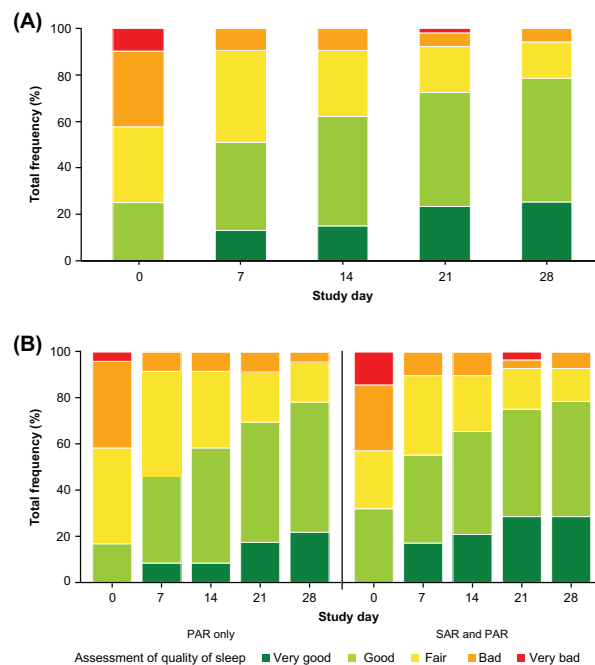 (A)
100
80
60
40
20
0
Total frequency (%)
0 7 14 21 28
Study day
(B)
100
80
60
40
20
0
Total frequency (%)
0 7 14 21 28 0 7 14 21 28
Study day
PAR only SAR and PAR
Assessment of quality of sleep Very good Good Fair Bad Very bad